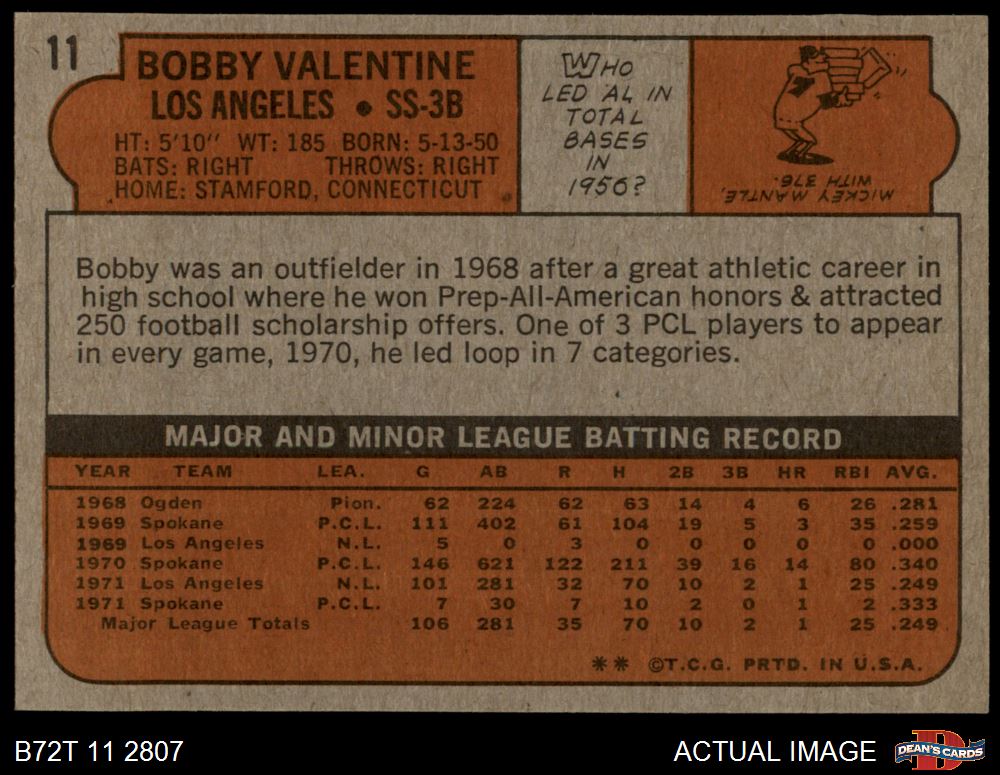 11
BOBBY VALENTINE
LOS ANGELES • SS-3B
HT: 5'10" WT: 185 BORN: 5-13-50
BATS: RIGHT THROWS: RIGHT
HOME: STAMFORD, CONNECTICUT
WHO
LED AL IN
TOTAL
BASES
IN
1956?
MICKEY MANTLE,
WITH 376.
Bobby was an outfielder in 1968 after a great athletic career in
high school where he won Prep-All-American honors & attracted
250 football scholarship offers. One of 3 PCL players to appear
in every game, 1970, he led loop in 7 categories.
MAJOR AND MINOR LEAGUE BATTING RECORD
YEAR TEAM LEA. G AB R H 2B 3B HR RBI AVG.
1968 Ogden Pion. 62 224 62 63 14 4 6 26 .281
1969 Spokane P.C.L. 111 402 61 104 19 5 3 35 .259
1969 Los Angeles N.L. 5 0 3 0 0 0 0 0 .000
1970 Spokane P.C.L. 146 621 122 211 39 16 14 80 .340
1971 Los Angeles N.L. 101 281 32 70 10 2 1 25 .249
1971 Spokane P.C.L. 7 30 7 10 2 0 1 2 .333
Major League Totals 106 281 35 70 10 2 1 25 .249
** ©T.C.G. PRTD. IN U.S.A.
B72T 11 2807
ACTUAL IMAGE
D
DEAN'S CARDS